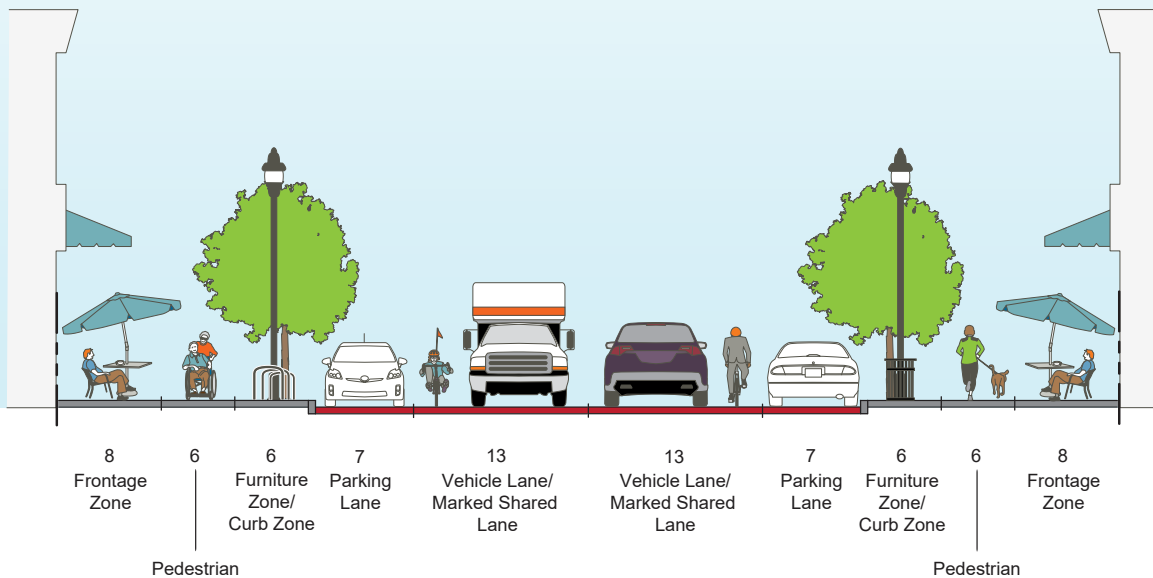 8
Frontage
Zone
6
Pedestrian
6
Furniture
Zone/
Curb Zone
7
Parking
Lane
13
Vehicle Lane/
Marked Shared
Lane
13
Vehicle Lane/
Marked Shared
Lane
7
Parking
Lane
6
Furniture
Zone/
Curb Zone
6
Pedestrian
8
Frontage
Zone